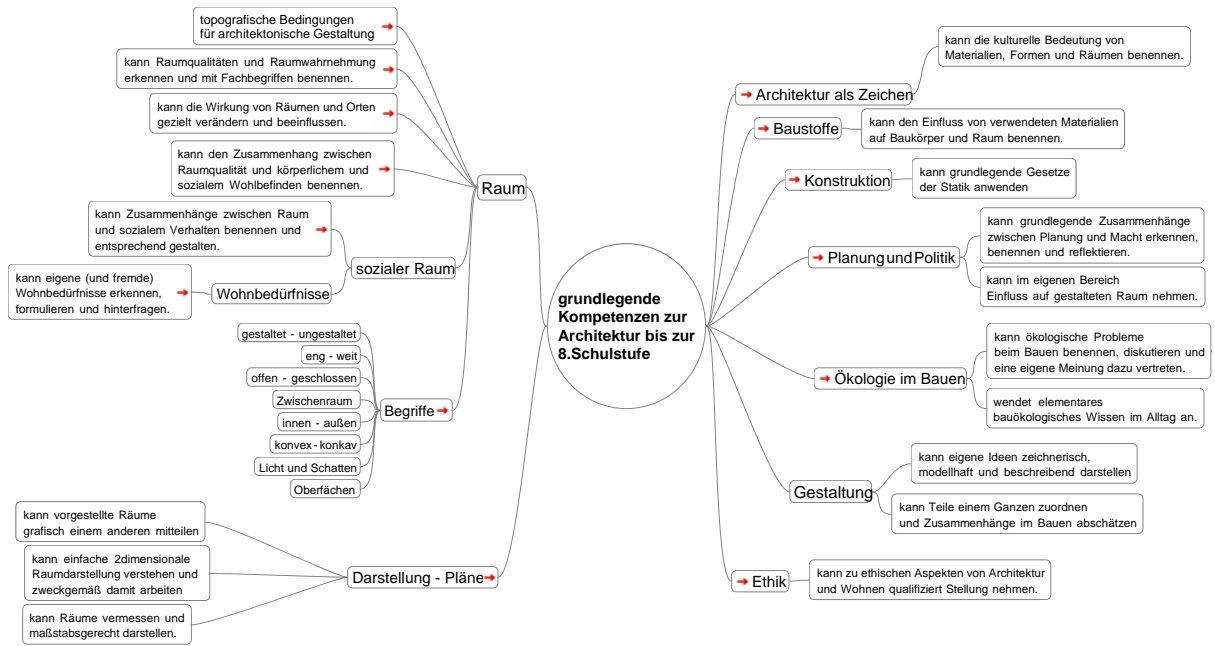 topografische Bedingungen
für architektonische Gestaltung
kann Raumqualitäten und Raumwahrnehmung
erkennen und mit Fachbegriffen benennen.
kann die Wirkung von Räumen und Orten
gezielt verändern und beeinflussen.
kann den Zusammenhang zwischen
Raumqualität und körperlichem und
sozialem Wohlbefinden benennen.
Raum
kann Zusammenhänge zwischen Raum
und sozialem Verhalten benennen und
entsprechend gestalten.
sozialer Raum
kann eigene (und fremde)
Wohnbedürfnisse erkennen,
formulieren und hinterfragen.
Wohnbedürfnisse
gestaltet - ungestaltet
eng - weit
offen - geschlossen
Zwischenraum
innen - außen
konvex - konkav
Licht und Schatten
Oberfächen
Begriffe
kann vorgestellte Räume
grafisch einem anderen mitteilen
kann einfache 2dimensionale
Raumdarstellung verstehen und
zweckgemäß damit arbeiten
kann Räume vermessen und
maßstabsgerecht darstellen.
Darstellung - Pläne
grundlegende
Kompetenzen zur
Architektur bis zur
8.Schulstufe
Architektur als Zeichen
kann die kulturelle Bedeutung von
Materialien, Formen und Räumen benennen.
Baustoffe
kann den Einfluss von verwendeten Materialien
auf Baukörper und Raum benennen.
Konstruktion
kann grundlegende Gesetze
der Statik anwenden
Planung und Politik
kann grundlegende Zusammenhänge
zwischen Planung und Macht erkennen,
benennen und reflektieren.
kann im eigenen Bereich
Einfluss auf gestalteten Raum nehmen.
Ökologie im Bauen
kann ökologische Probleme
beim Bauen benennen, diskutieren und
eine eigene Meinung dazu vertreten.
wendet elementares
bauökologisches Wissen im Alltag an.
Gestaltung
kann eigene Ideen zeichnerisch,
modellhaft und beschreibend darstellen
kann Teile einem Ganzen zuordnen
und Zusammenhänge im Bauen abschätzen
Ethik
kann zu ethischen Aspekten von Architektur
und Wohnen qualifiziert Stellung nehmen.